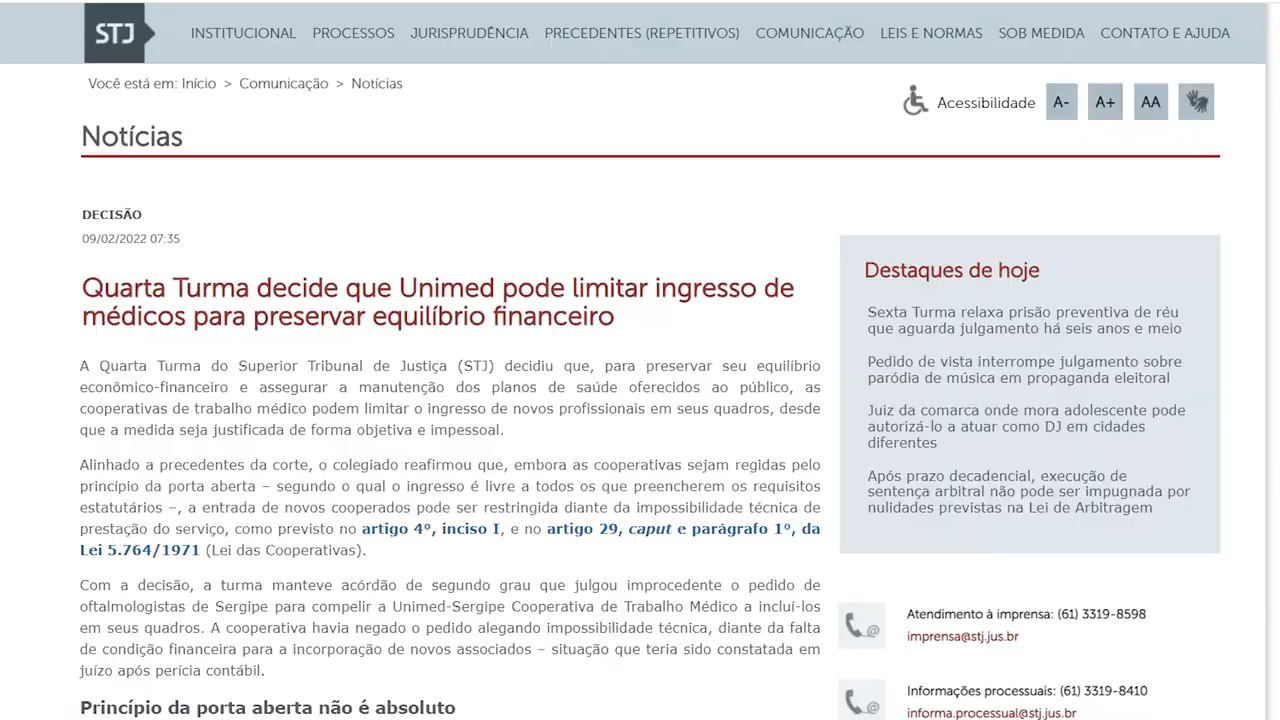 STJ
INSTITUCIONAL PROCESSOS JURISPRUDÊNCIA PRECEDENTES (REPETITIVOS) COMUNICAÇÃO LEIS E NORMAS SOB MEDIDA CONTATO E AJUDA
Você está em: Início > Comunicação > Notícias
Acessibilidade A- A+ AA
Notícias
DECISÃO
09/02/2022 07:35
Quarta Turma decide que Unimed pode limitar ingresso de
médicos para preservar equilíbrio financeiro
A Quarta Turma do Superior Tribunal de Justiça (STJ) decidiu que, para preservar seu equilíbrio
econômico-financeiro e assegurar a manutenção dos planos de saúde oferecidos ao público, as
cooperativas de trabalho médico podem limitar o ingresso de novos profissionais em seus quadros, desde
que a medida seja justificada de forma objetiva e impessoal.
Alinhado a precedentes da corte, o colegiado reafirmou que, embora as cooperativas sejam regidas pelo
princípio da porta aberta – segundo o qual o ingresso é livre a todos os que preencherem os requisitos
estatutários –, a entrada de novos cooperados pode ser restringida diante da impossibilidade técnica de
prestação do serviço, como previsto no artigo 4º, inciso I, e no artigo 29, caput e parágrafo 1º, da
Lei 5.764/1971 (Lei das Cooperativas).
Com a decisão, a turma manteve acórdão de segundo grau que julgou improcedente o pedido de
oftalmologistas de Sergipe para compelir a Unimed-Sergipe Cooperativa de Trabalho Médico a incluí-los
em seus quadros. A cooperativa havia negado o pedido alegando impossibilidade técnica, diante da falta
de condição financeira para a incorporação de novos associados – situação que teria sido constatada em
juízo após perícia contábil.
Princípio da porta aberta não é absoluto
Destaques de hoje
Sexta Turma relaxa prisão preventiva de réu
que aguarda julgamento há seis anos e meio
Pedido de vista interrompe julgamento sobre
paródia de música em propaganda eleitoral
Juiz da comarca onde mora adolescente pode
autorizá-lo a atuar como DJ em cidades
diferentes
Após prazo decadencial, execução de
sentença arbitral não pode ser impugnada por
nulidades previstas na Lei de Arbitragem
Atendimento à imprensa: (61) 3319-8598
imprensa@stj.jus.br
Informações processuais: (61) 3319-8410
informa.processual@stj.jus.br